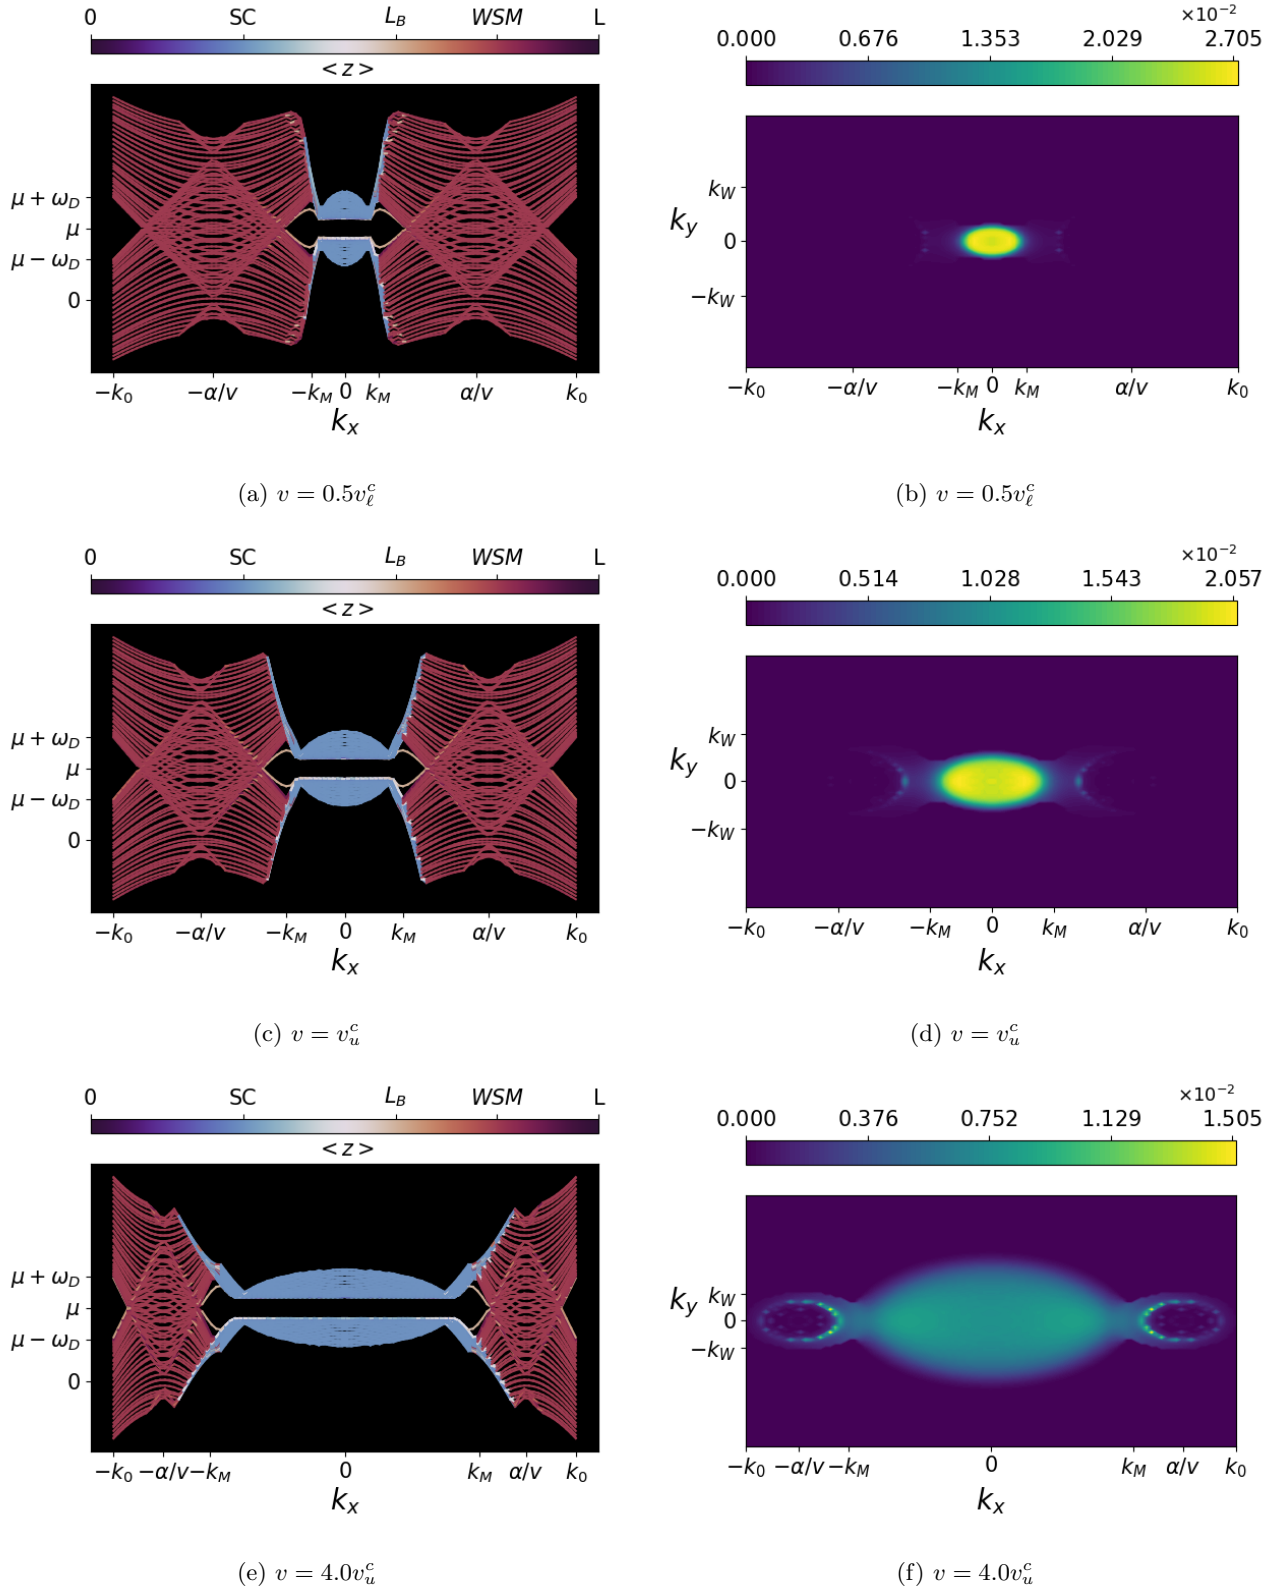 0 SC L_B WSM L
<z>
μ + ω_D
μ
μ − ω_D
0
−k_0 −α/v −k_M 0 k_M α/v k_0
k_x
(a) v = 0.5v_ℓ^c
×10^−2
0.000 0.676 1.353 2.029 2.705
k_W
k_y 0
−k_W
−k_0 −α/v −k_M 0 k_M α/v k_0
k_x
(b) v = 0.5v_ℓ^c
0 SC L_B WSM L
<z>
μ + ω_D
μ
μ − ω_D
0
−k_0 −α/v −k_M 0 k_M α/v k_0
k_x
(c) v = v_u^c
×10^−2
0.000 0.514 1.028 1.543 2.057
k_W
k_y 0
−k_W
−k_0 −α/v −k_M 0 k_M α/v k_0
k_x
(d) v = v_u^c
0 SC L_B WSM L
<z>
μ + ω_D
μ
μ − ω_D
0
−k_0 −α/v −k_M 0 k_M α/v k_0
k_x
(e) v = 4.0v_u^c
×10^−2
0.000 0.376 0.752 1.129 1.505
k_W
k_y 0
−k_W
−k_0 −α/v −k_M 0 k_M α/v k_0
k_x
(f) v = 4.0v_u^c